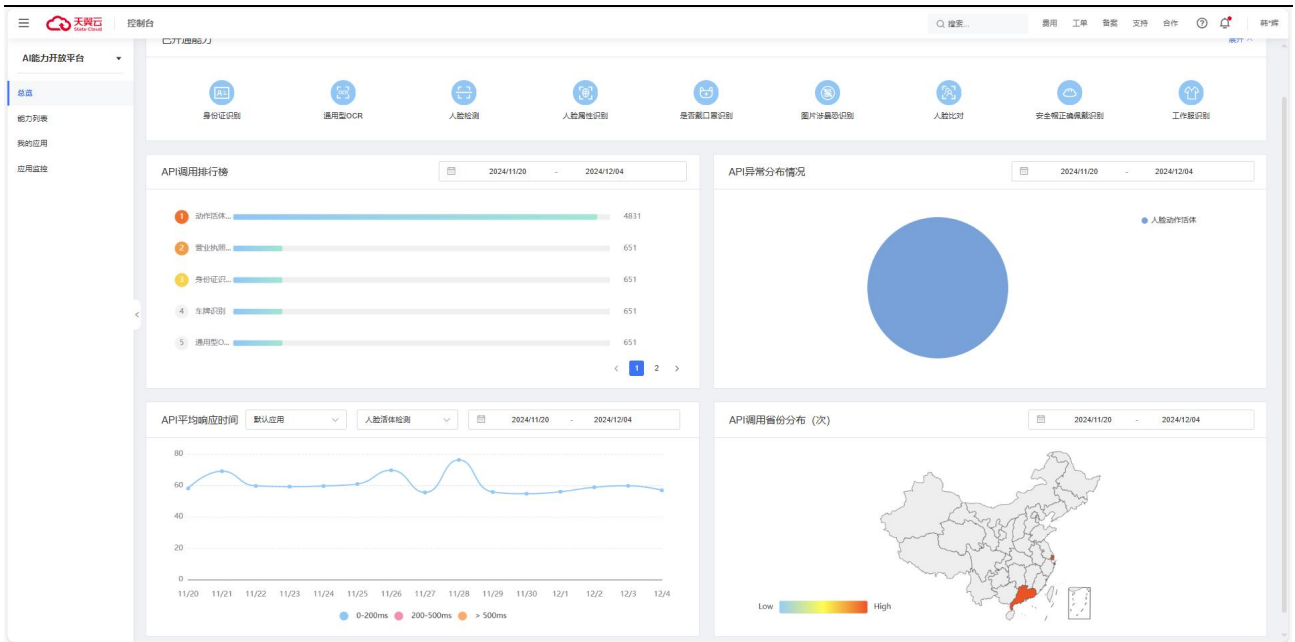 天翼云
State Cloud
控制台
搜索...
费用 工单 备案 支持 合作
韩*辉
AI能力开放平台
总览
能力列表
我的应用
应用监控
已开通能力
展开
身份证识别 通用型OCR 人脸检测 人脸属性识别 是否戴口罩识别 图片涉暴恐识别 人脸比对 安全帽正确佩戴识别 工作服识别
API调用排行榜 2024/11/20 - 2024/12/04
1 动作活体... 4831
2 营业执照... 651
3 身份证识... 651
4 车牌识别 651
5 通用型O... 651
< 1 2 >
API异常分布情况 2024/11/20 - 2024/12/04
人脸动作活体
API平均响应时间 默认应用 人脸活体检测 2024/11/20 - 2024/12/04
80
60
40
20
0
11/20 11/21 11/22 11/23 11/24 11/25 11/26 11/27 11/28 11/29 11/30 12/1 12/2 12/3 12/4
0-200ms 200-500ms > 500ms
API调用省份分布 (次) 2024/11/20 - 2024/12/04
Low High